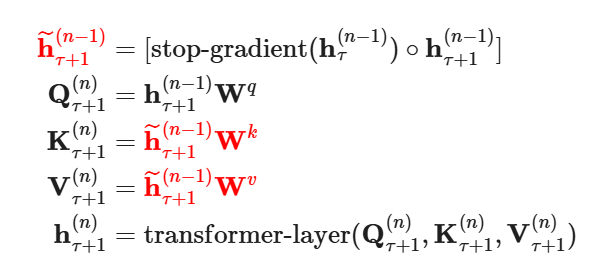 h̃_{τ+1}^{(n−1)} = [stop-gradient(h_τ^{(n−1)}) ∘ h_{τ+1}^{(n−1)}]
Q_{τ+1}^{(n)} = h_{τ+1}^{(n−1)} W^q
K_{τ+1}^{(n)} = h̃_{τ+1}^{(n−1)} W^k
V_{τ+1}^{(n)} = h̃_{τ+1}^{(n−1)} W^v
h_{τ+1}^{(n)} = transformer-layer(Q_{τ+1}^{(n)}, K_{τ+1}^{(n)}, V_{τ+1}^{(n)})